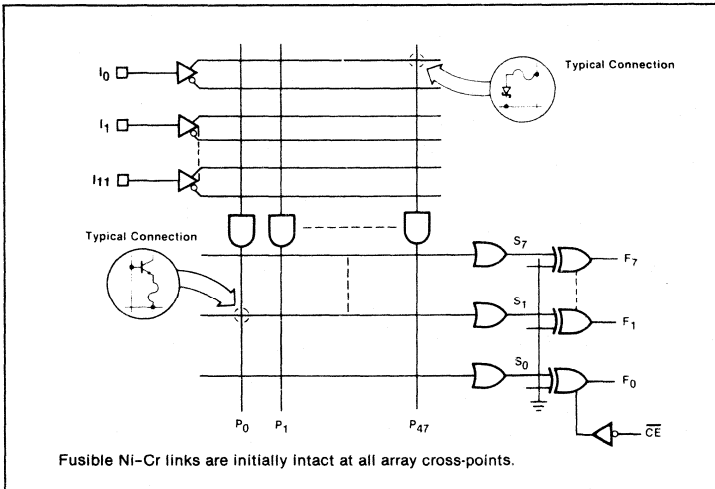 I0
Typical Connection
I1
I11
Typical Connection
S7
F7
S1
F1
S0
F0
P0 P1 P47
CE
Fusible Ni-Cr links are initially intact at all array cross-points.